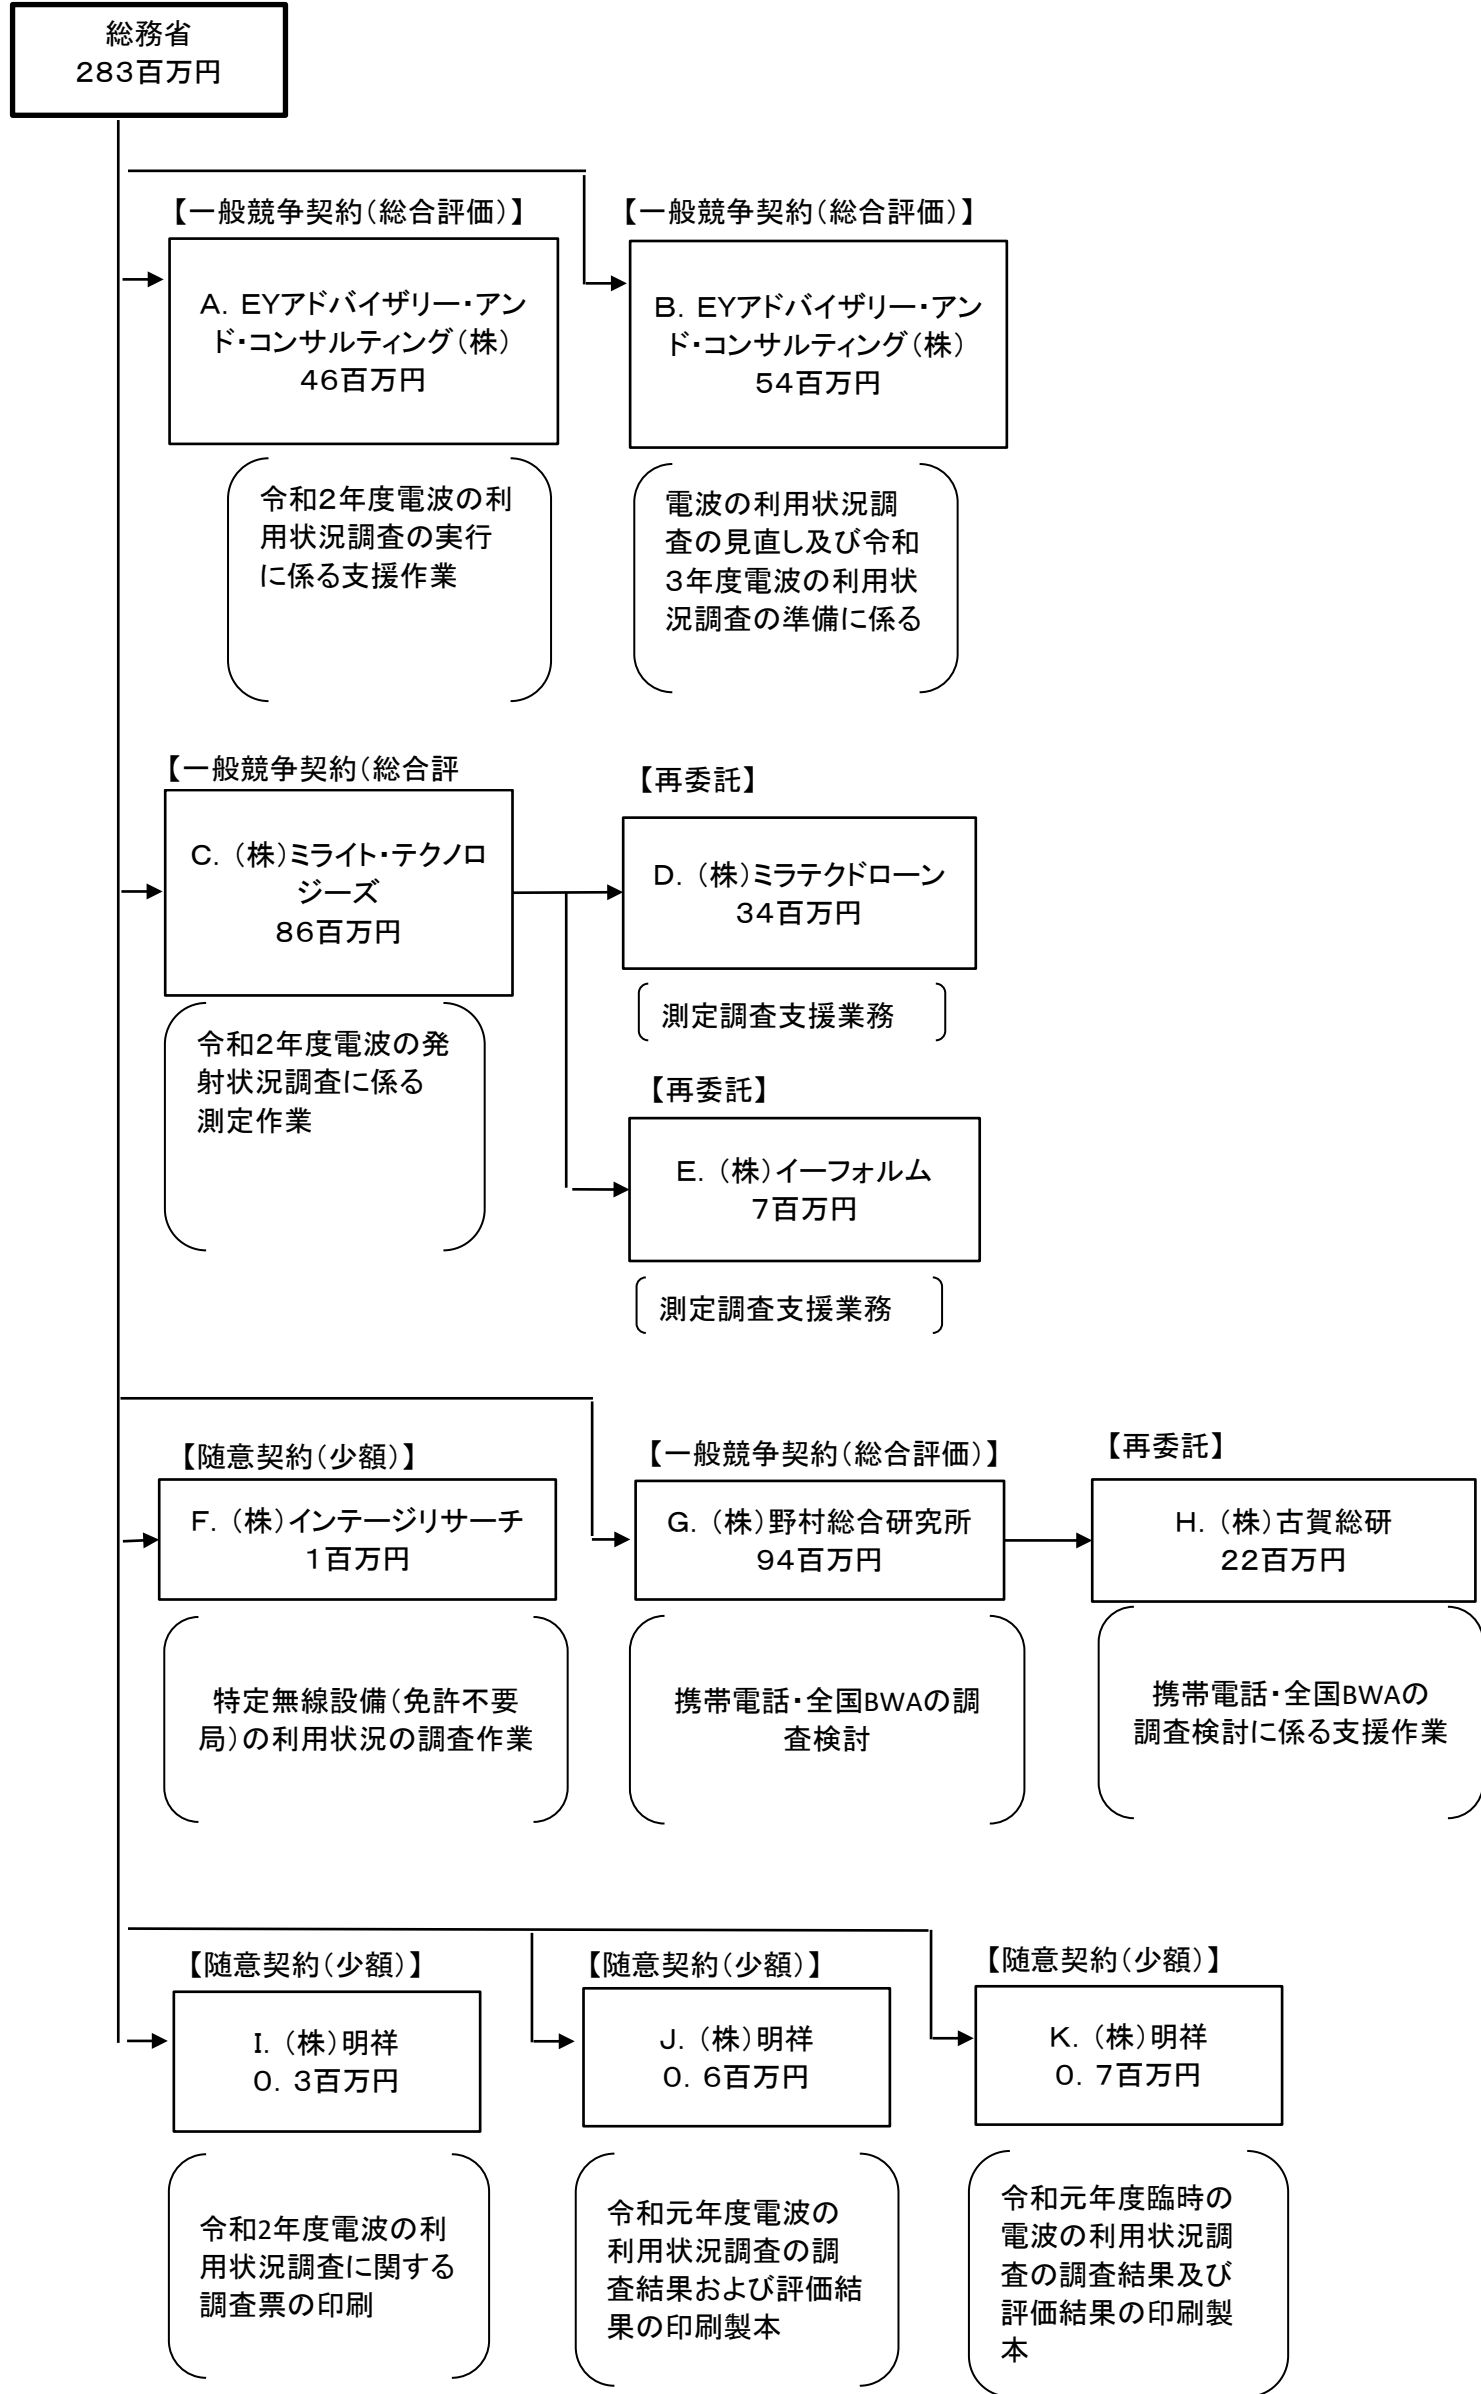 総務省
283百万円
【一般競争契約(総合評価)】
A．EYアドバイザリー・アン
ド・コンサルティング(株)
46百万円
令和2年度電波の利
用状況調査の実行
に係る支援作業
【一般競争契約(総合評価)】
B．EYアドバイザリー・アン
ド・コンサルティング(株)
54百万円
電波の利用状況調
査の見直し及び令和
3年度電波の利用状
況調査の準備に係る
【一般競争契約(総合評
C．(株)ミライト・テクノロ
ジーズ
86百万円
令和2年度電波の発
射状況調査に係る
測定作業
【再委託】
D．(株)ミラテクドローン
34百万円
測定調査支援業務
【再委託】
E．(株)イーフォルム
7百万円
測定調査支援業務
【随意契約(少額)】
F．(株)インテージリサーチ
1百万円
特定無線設備(免許不要
局)の利用状況の調査作業
【一般競争契約(総合評価)】
G．(株)野村総合研究所
94百万円
携帯電話・全国BWAの調
査検討
【再委託】
H．(株)古賀総研
22百万円
携帯電話・全国BWAの
調査検討に係る支援作業
【随意契約(少額)】
I．(株)明祥
0．3百万円
令和2年度電波の利
用状況調査に関する
調査票の印刷
【随意契約(少額)】
J．(株)明祥
0．6百万円
令和元年度電波の
利用状況調査の調
査結果および評価結
果の印刷製本
【随意契約(少額)】
K．(株)明祥
0．7百万円
令和元年度臨時の
電波の利用状況調
査の調査結果及び
評価結果の印刷製
本